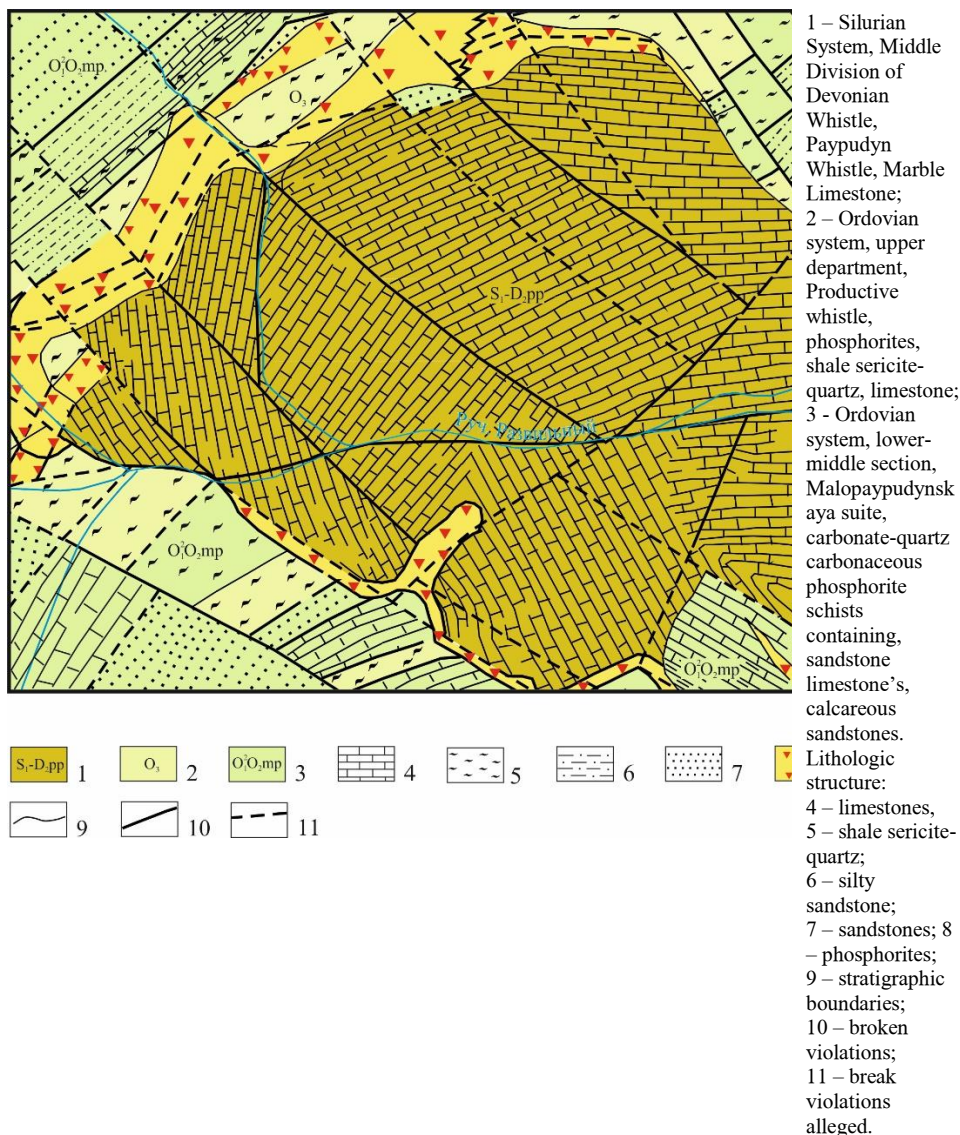 O₁²O₂mp
O₃
S₁-D₂pp
Руч. Развильный
O₁²O₂mp
O₁²O₂mp
S₁-D₂pp 1
O₃ 2
O₁²O₂mp 3
4
5
6
7
9
10
11
1 – Silurian
System, Middle
Division of
Devonian
Whistle,
Paypudyn
Whistle, Marble
Limestone;
2 – Ordovian
system, upper
department,
Productive
whistle,
phosphorites,
shale sericite-
quartz, limestone;
3 - Ordovian
system, lower-
middle section,
Malopaypudynsk
aya suite,
carbonate-quartz
carbonaceous
phosphorite
schists
containing,
sandstone
limestone’s,
calcareous
sandstones.
Lithologic
structure:
4 – limestones,
5 – shale sericite-
quartz;
6 – silty
sandstone;
7 – sandstones; 8
– phosphorites;
9 – stratigraphic
boundaries;
10 – broken
violations;
11 – break
violations
alleged.